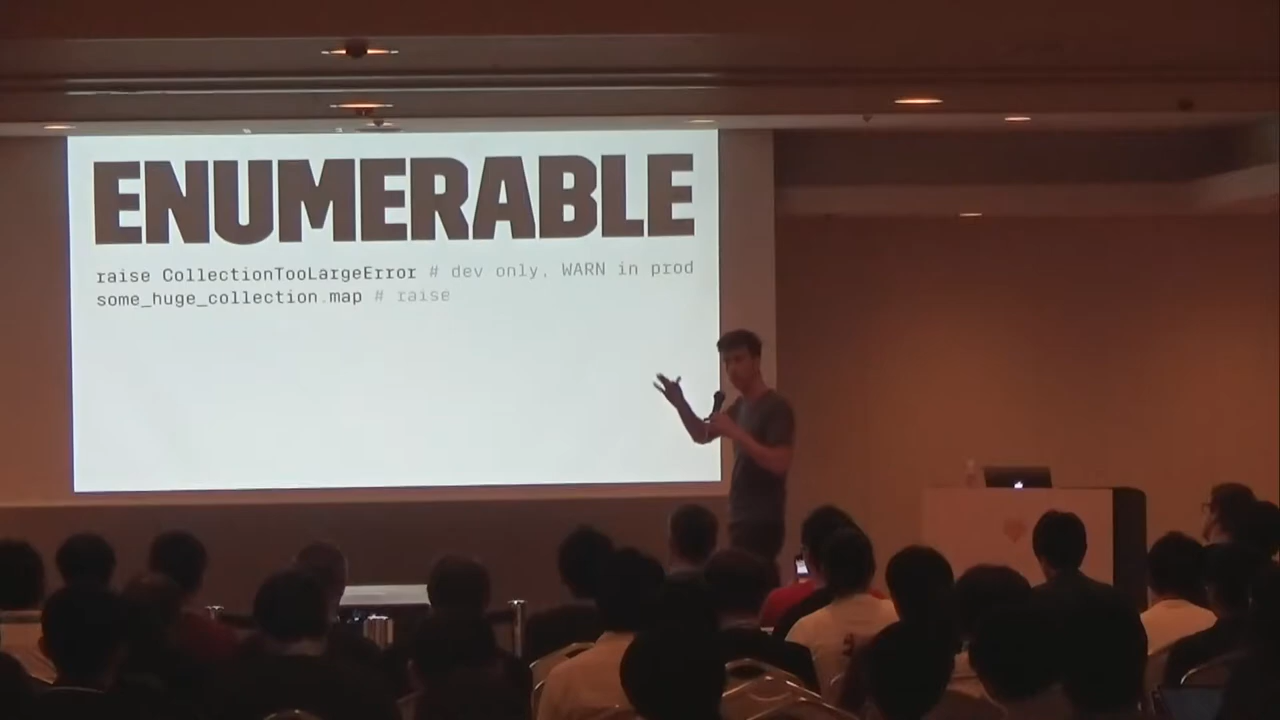 ENUMERABLE
raise CollectionTooLargeError # dev only, WARN in prod
some_huge_collection.map # raise